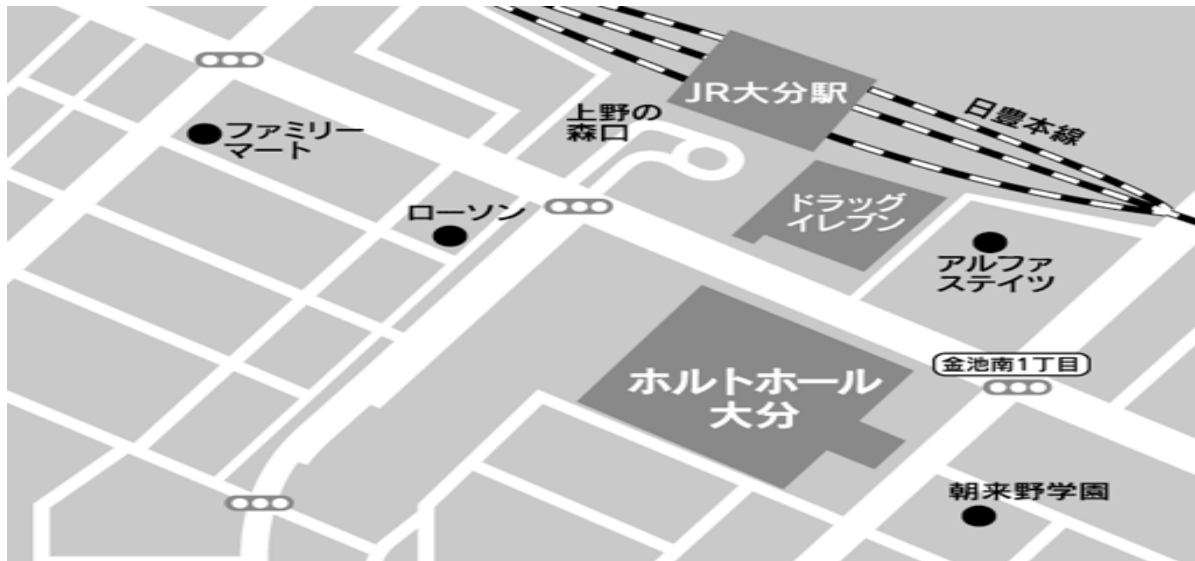 JR大分駅
日豊本線
上野の
森口
ファミリー
マート
ローソン
ドラッグ
イレブン
アルファ
ステイツ
金池南1丁目
ホルトホール
大分
朝来野学園